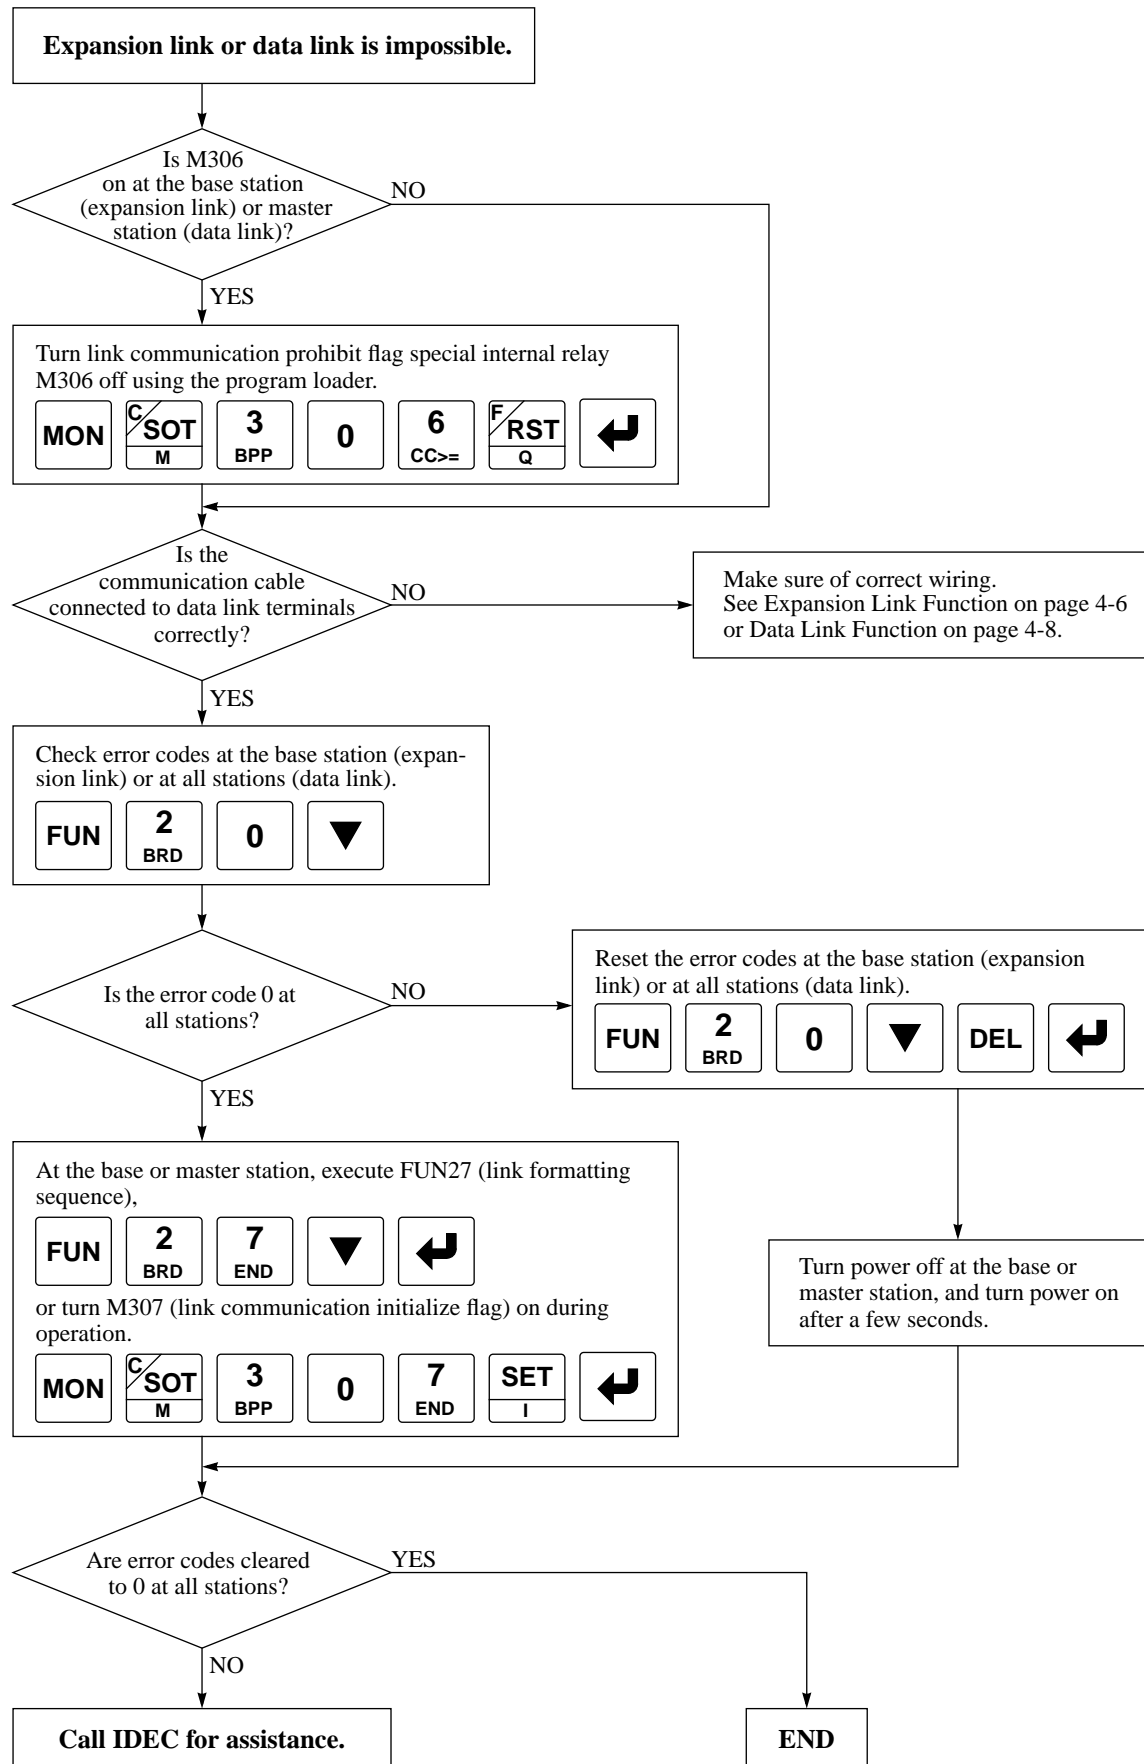 Expansion link or data link is impossible.
Is M306
on at the base station
(expansion link) or master
station (data link)?
NO
YES
Turn link communication prohibit flag special internal relay
M306 off using the program loader.
MON C/SOT 3 0 6 F/RST
M BPP CC>= Q
Is the
communication cable
connected to data link terminals
correctly?
NO
Make sure of correct wiring.
See Expansion Link Function on page 4-6
or Data Link Function on page 4-8.
YES
Check error codes at the base station (expan-
sion link) or at all stations (data link).
FUN 2 0 ▼
BRD
Is the error code 0 at
all stations?
NO
Reset the error codes at the base station (expansion
link) or at all stations (data link).
FUN 2 0 ▼ DEL
BRD
YES
At the base or master station, execute FUN27 (link formatting
sequence),
FUN 2 7 ▼
BRD END
or turn M307 (link communication initialize flag) on during
operation.
MON C/SOT 3 0 7 SET
M BPP END I
Turn power off at the base or
master station, and turn power on
after a few seconds.
Are error codes cleared
to 0 at all stations?
YES
NO
Call IDEC for assistance.
END